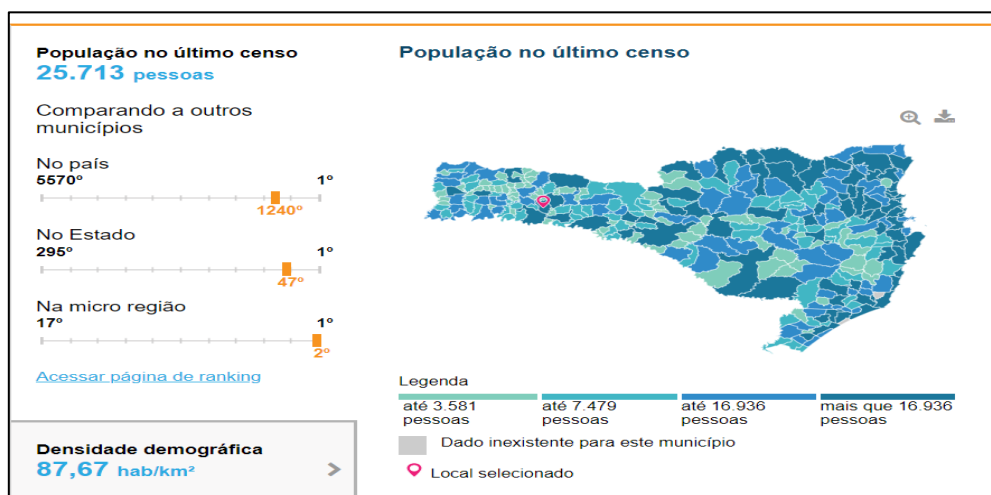 População no último censo
25.713 pessoas
Comparando a outros
municípios
No país
5570º 1º
1240º
No Estado
295º 1º
47º
Na micro região
17º 1º
2º
Acessar página de ranking
Densidade demográfica
87,67 hab/km²
População no último censo
Legenda
até 3.581
pessoas
até 7.479
pessoas
até 16.936
pessoas
mais que 16.936
pessoas
Dado inexistente para este município
Local selecionado